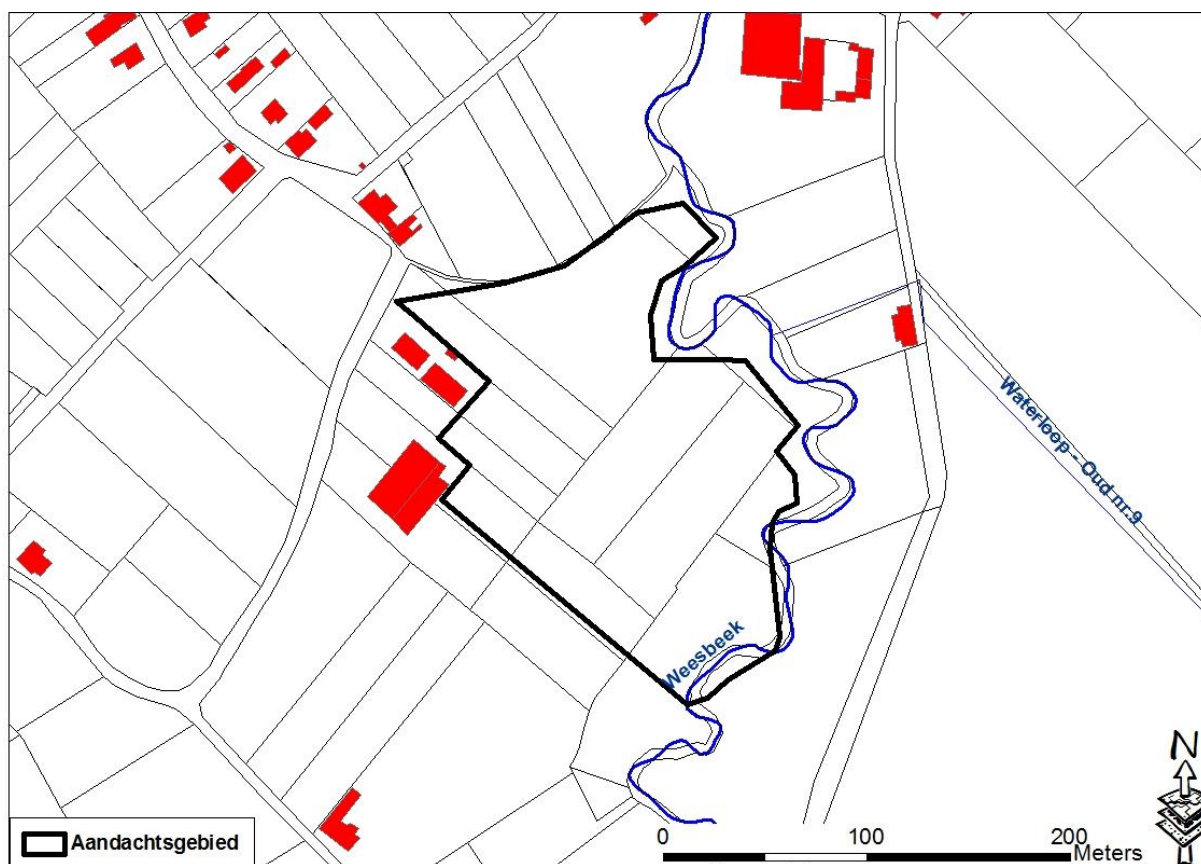 Waterloop - Oud nr.9
Weesbeek
N
Aandachtsgebied
0 100 200
Meters